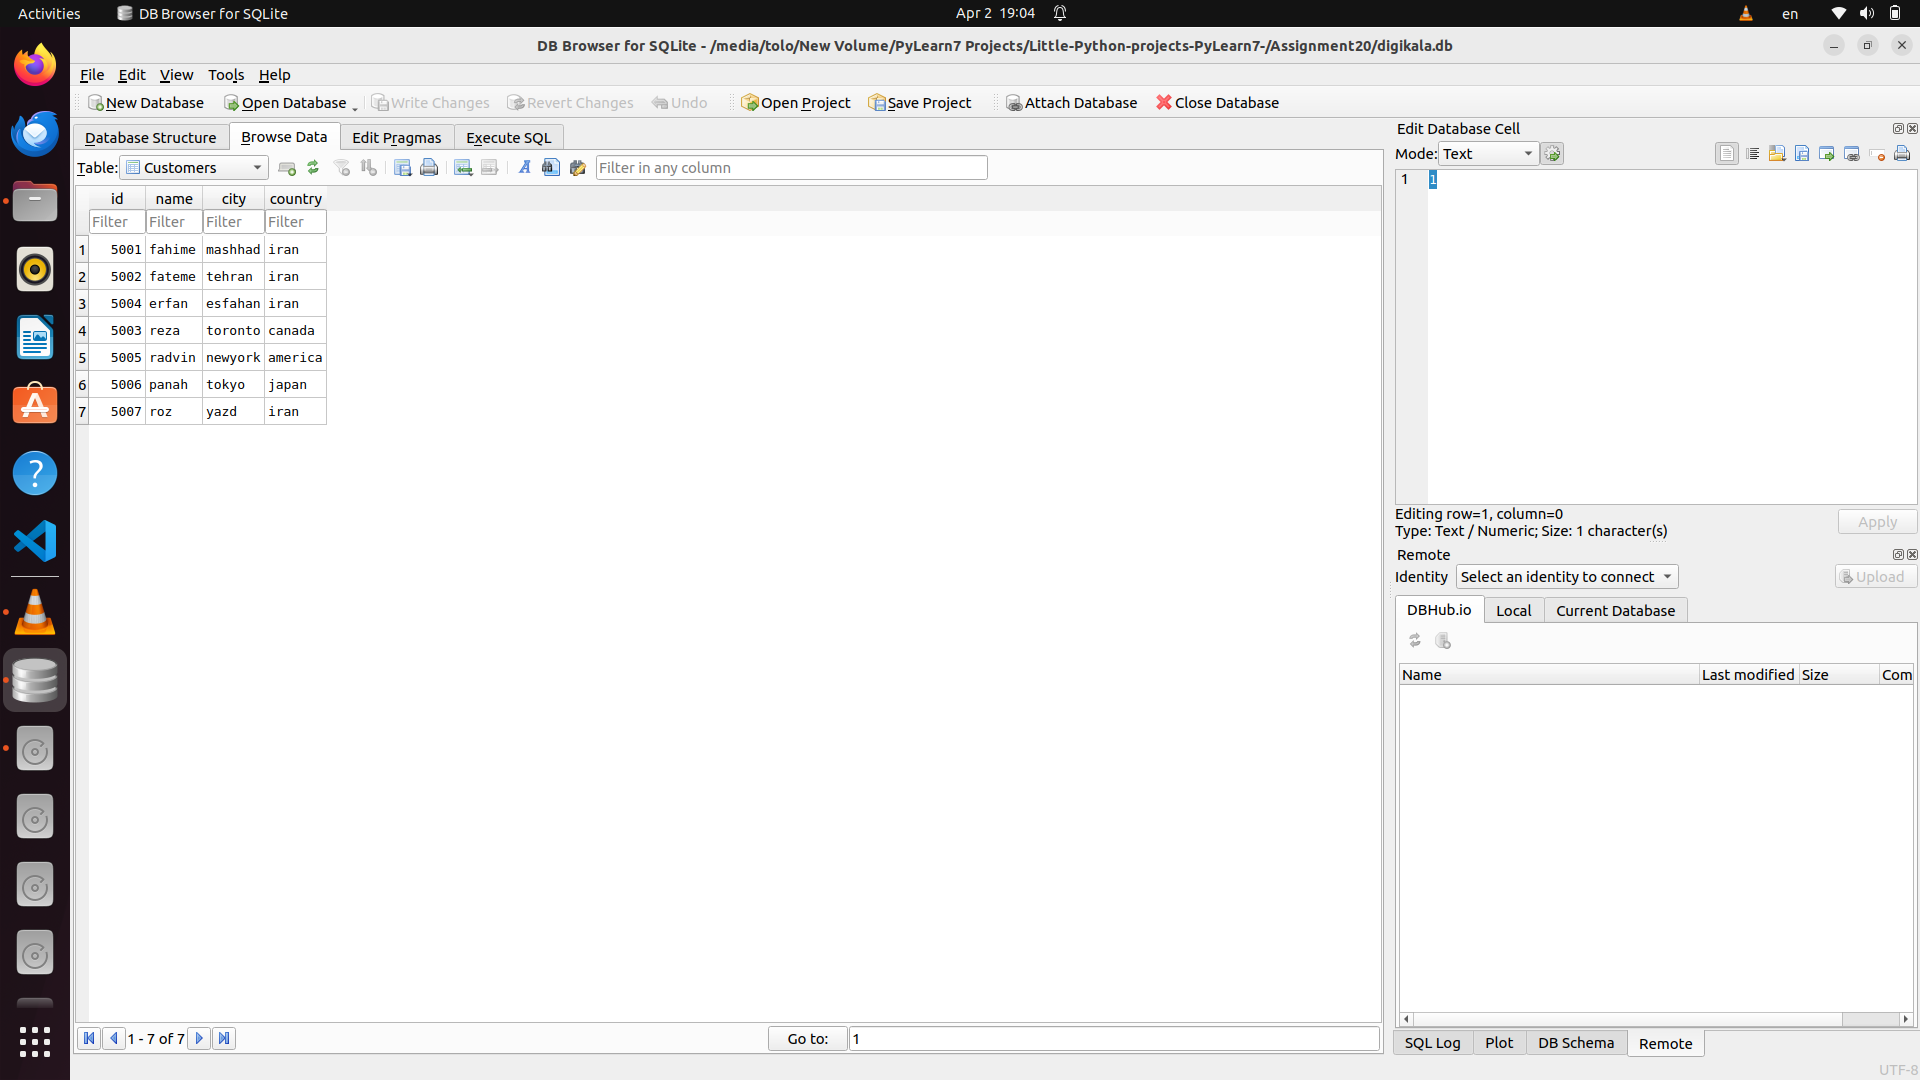 Activities DB Browser for SQLite Apr 2 19:04 en
DB Browser for SQLite - /media/tolo/New Volume/PyLearn7 Projects/Little-Python-projects-PyLearn7-/Assignment20/digikala.db
File Edit View Tools Help
New Database Open Database Write Changes Revert Changes Undo Open Project Save Project Attach Database Close Database
Database Structure Browse Data Edit Pragmas Execute SQL
Table: Customers Filter in any column
id name city country
Filter Filter Filter Filter
1 5001 fahime mashhad iran
2 5002 fateme tehran iran
3 5004 erfan esfahan iran
4 5003 reza toronto canada
5 5005 radvin newyork america
6 5006 panah tokyo japan
7 5007 roz yazd iran
1 - 7 of 7 Go to: 1
Edit Database Cell
Mode: Text
1 1
Editing row=1, column=0
Type: Text / Numeric; Size: 1 character(s)
Apply
Remote
Identity Select an identity to connect Upload
DBHub.io Local Current Database
Name Last modified Size Com
SQL Log Plot DB Schema Remote
UTF-8